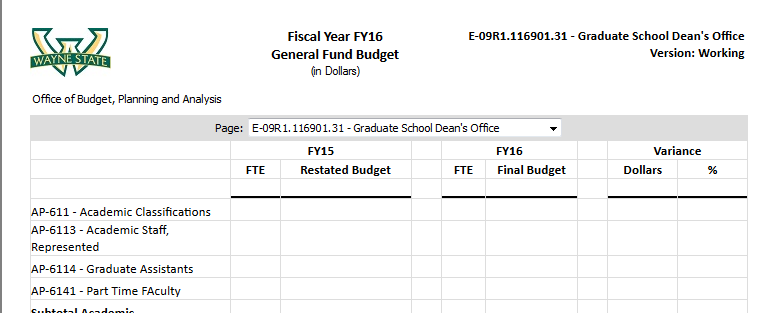 WAYNE STATE
Fiscal Year FY16
General Fund Budget
(in Dollars)
E-09R1.116901.31 - Graduate School Dean's Office
Version: Working
Office of Budget, Planning and Analysis
Page: E-09R1.116901.31 - Graduate School Dean's Office
FY15 FY16 Variance
FTE Restated Budget FTE Final Budget Dollars %
AP-611 - Academic Classifications
AP-6113 - Academic Staff,
Represented
AP-6114 - Graduate Assistants
AP-6141 - Part Time FAculty
Subtotal Academic